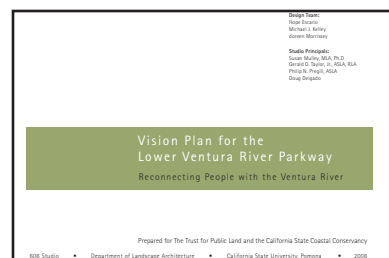 Design Team:
Hope Escario
Michael J. Kelley
doreen Morrissey
Studio Principals:
Susan Mulley, MLA, Ph.D
Gerald O. Taylor, Jr., ASLA, RLA
Philip N. Pregill, ASLA
Doug Delgado
Vision Plan for the
Lower Ventura River Parkway
Reconnecting People with the Ventura River
Prepared for The Trust for Public Land and the California State Coastal Conservancy
606 Studio • Department of Landscape Architecture • California State University, Pomona • 2008